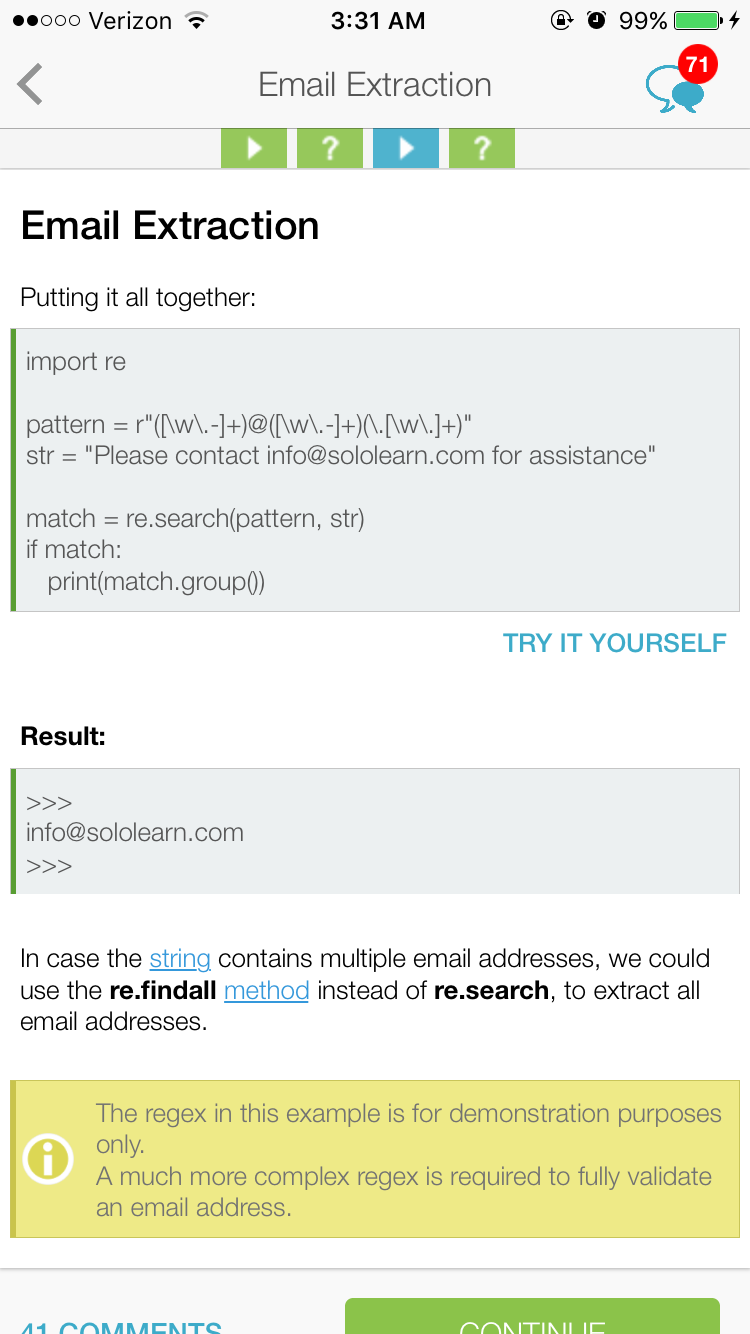 Verizon 3:31 AM 99%
Email Extraction 71
? ?
Email Extraction
Putting it all together:
import re
pattern = r"([\w\.-]+)@([\w\.-]+)(\.[\w\.]+)"
str = "Please contact info@sololearn.com for assistance"
match = re.search(pattern, str)
if match:
print(match.group())
TRY IT YOURSELF
Result:
>>>
info@sololearn.com
>>>
In case the string contains multiple email addresses, we could
use the re.findall method instead of re.search, to extract all
email addresses.
The regex in this example is for demonstration purposes
only.
A much more complex regex is required to fully validate
an email address.
41 COMMENTS CONTINUE